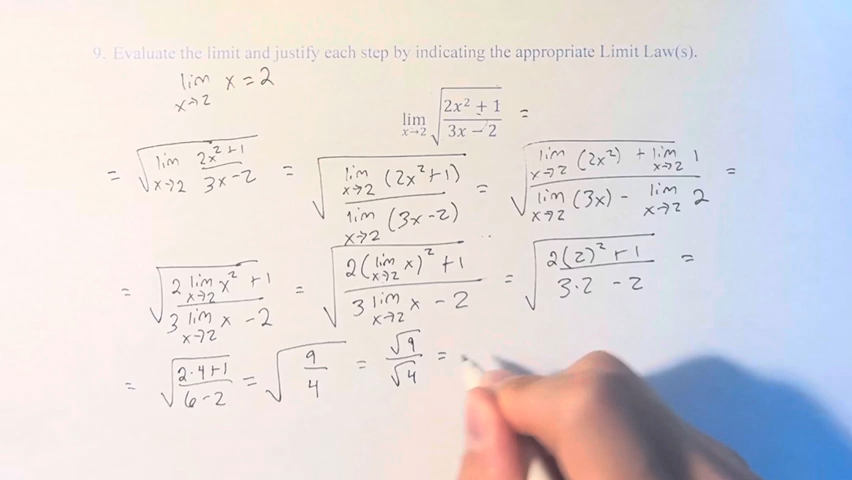 9. Evaluate the limit and justify each step by indicating the appropriate Limit Law(s).
lim x→2 x = 2
lim x→2 √((2x² + 1)/(3x − 2)) =
= √(lim x→2 (2x²+1)/(3x−2)) = √((lim x→2 (2x²+1))/(lim x→2 (3x−2))) = √((lim x→2 (2x²) + lim x→2 1)/(lim x→2 (3x) − lim x→2 2)) =
= √((2 lim x→2 x² + 1)/(3 lim x→2 x − 2)) = √((2(lim x→2 x)² + 1)/(3 lim x→2 x − 2)) = √((2(2)² + 1)/(3·2 − 2)) =
= √((2·4+1)/(6−2)) = √(9/4) = √9/√4 =